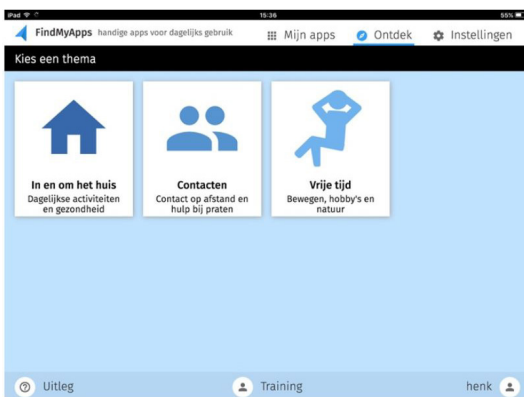 iPad 15:36 55%
FindMyApps handige apps voor dagelijks gebruik Mijn apps Ontdek Instellingen
Kies een thema
In en om het huis
Dagelijkse activiteiten
en gezondheid
Contacten
Contact op afstand en
hulp bij praten
Vrije tijd
Bewegen, hobby's en
natuur
Uitleg Training henk